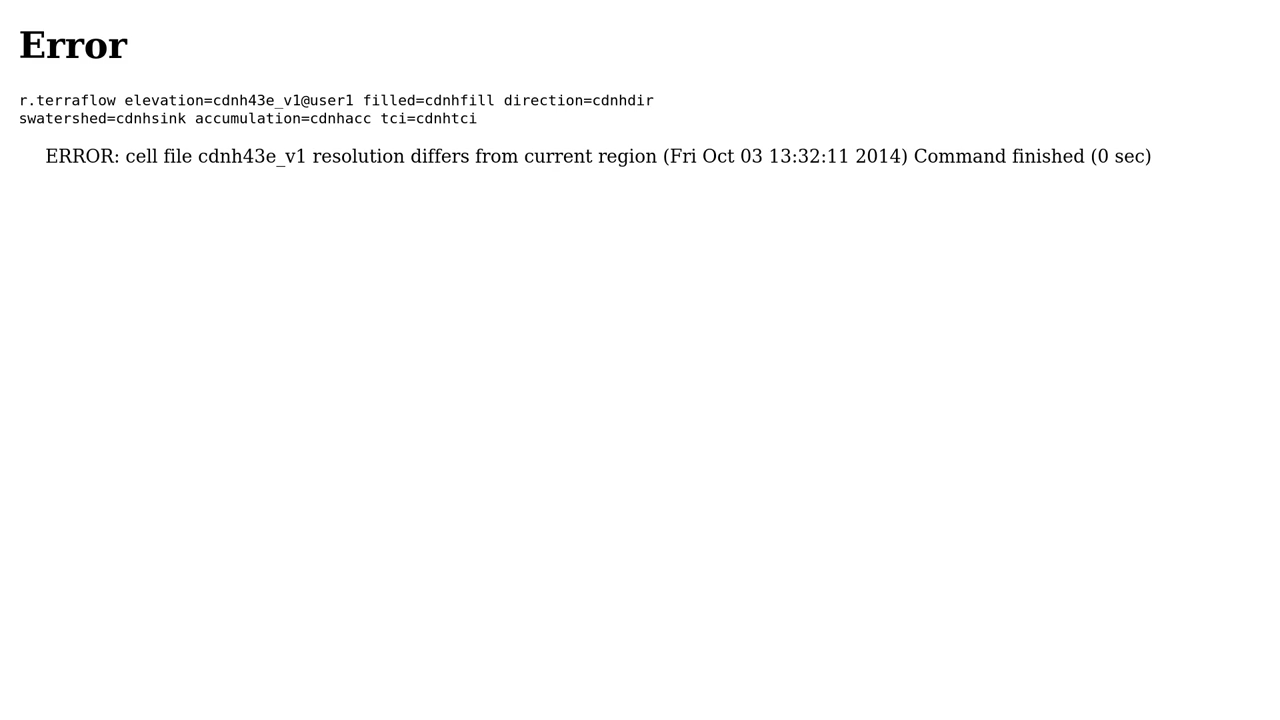 Error
r.terraflow elevation=cdnh43e_v1@user1 filled=cdnhfill direction=cdnhdir
swatershed=cdnhsink accumulation=cdnhacc tci=cdnhtci
ERROR: cell file cdnh43e_v1 resolution differs from current region (Fri Oct 03 13:32:11 2014) Command finished (0 sec)